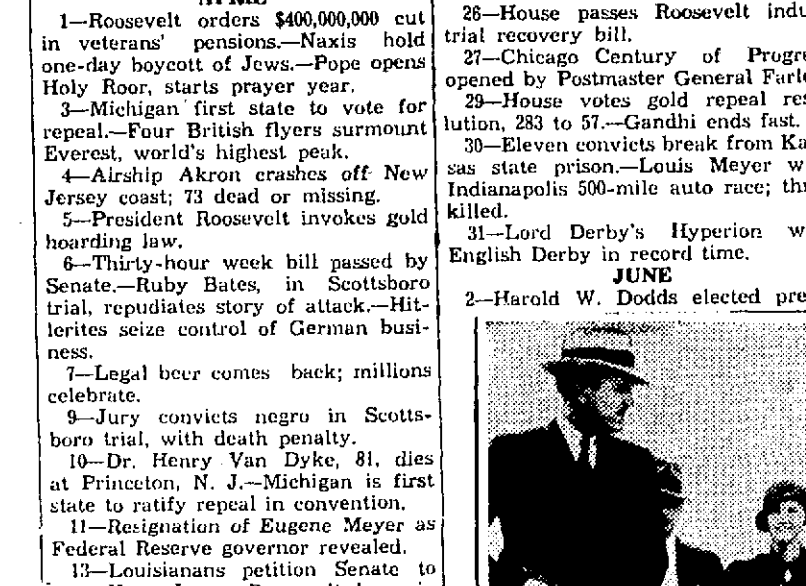 APRIL
1—Roosevelt orders $400,000,000 cut
in veterans' pensions.—Naxis hold
one-day boycott of Jews.—Pope opens
Holy Roor, starts prayer year.
3—Michigan first state to vote for
repeal.—Four British flyers surmount
Everest, world's highest peak.
4—Airship Akron crashes off New
Jersey coast; 73 dead or missing.
5—President Roosevelt invokes gold
hoarding law.
6—Thirty-hour week bill passed by
Senate.—Ruby Bates, in Scottsboro
trial, repudiates story of attack.—Hit-
lerites seize control of German busi-
ness.
7—Legal beer comes back; millions
celebrate.
9—Jury convicts negro in Scotts-
boro trial, with death penalty.
10—Dr. Henry Van Dyke, 81, dies
at Princeton, N. J.—Michigan is first
state to ratify repeal in convention.
11—Resignation of Eugene Meyer as
Federal Reserve governor revealed.
13—Louisianans petition Senate to
26—House passes Roosevelt indu
trial recovery bill.
27—Chicago Century of Progre
opened by Postmaster General Farle
29—House votes gold repeal res
lution, 283 to 57.—Gandhi ends fast.
30—Eleven convicts break from Ka
sas state prison.—Louis Meyer w
Indianapolis 500-mile auto race; thr
killed.
31—Lord Derby's Hyperion w
English Derby in record time.
JUNE
2—Harold W. Dodds elected pre